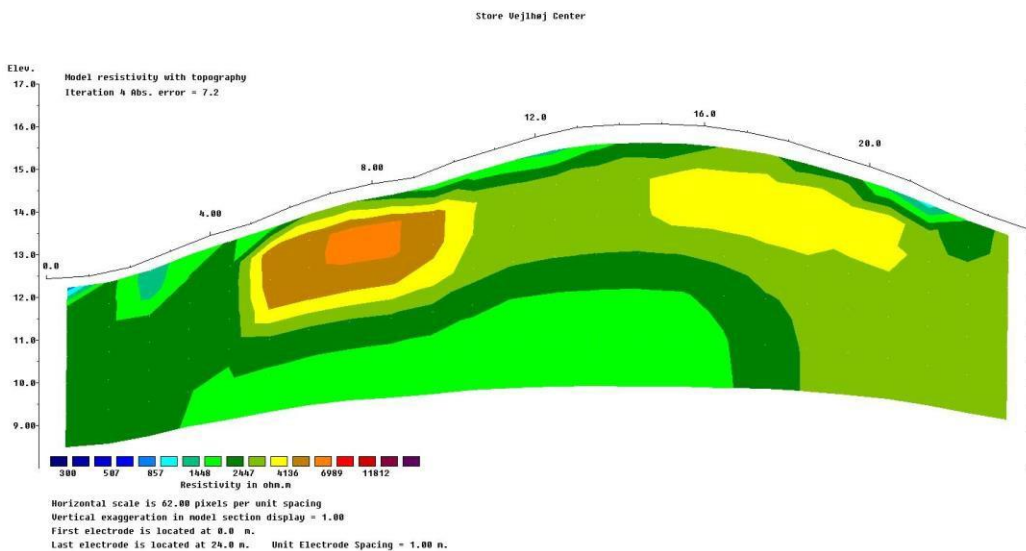 Store Vejlhøj Center
Elev.
Model resistivity with topography
17.0
Iteration 4 Abs. error = 7.2
16.0
12.0
16.0
15.0
20.0
8.00
14.0
4.00
13.0
0.0
12.0
11.0
10.0
9.00
300 507 857 1448 2447 4136 6989 11812
Resistivity in ohm.m
Horizontal scale is 62.00 pixels per unit spacing
Vertical exaggeration in model section display = 1.00
First electrode is located at 0.0 m.
Last electrode is located at 24.0 m. Unit Electrode Spacing = 1.00 m.